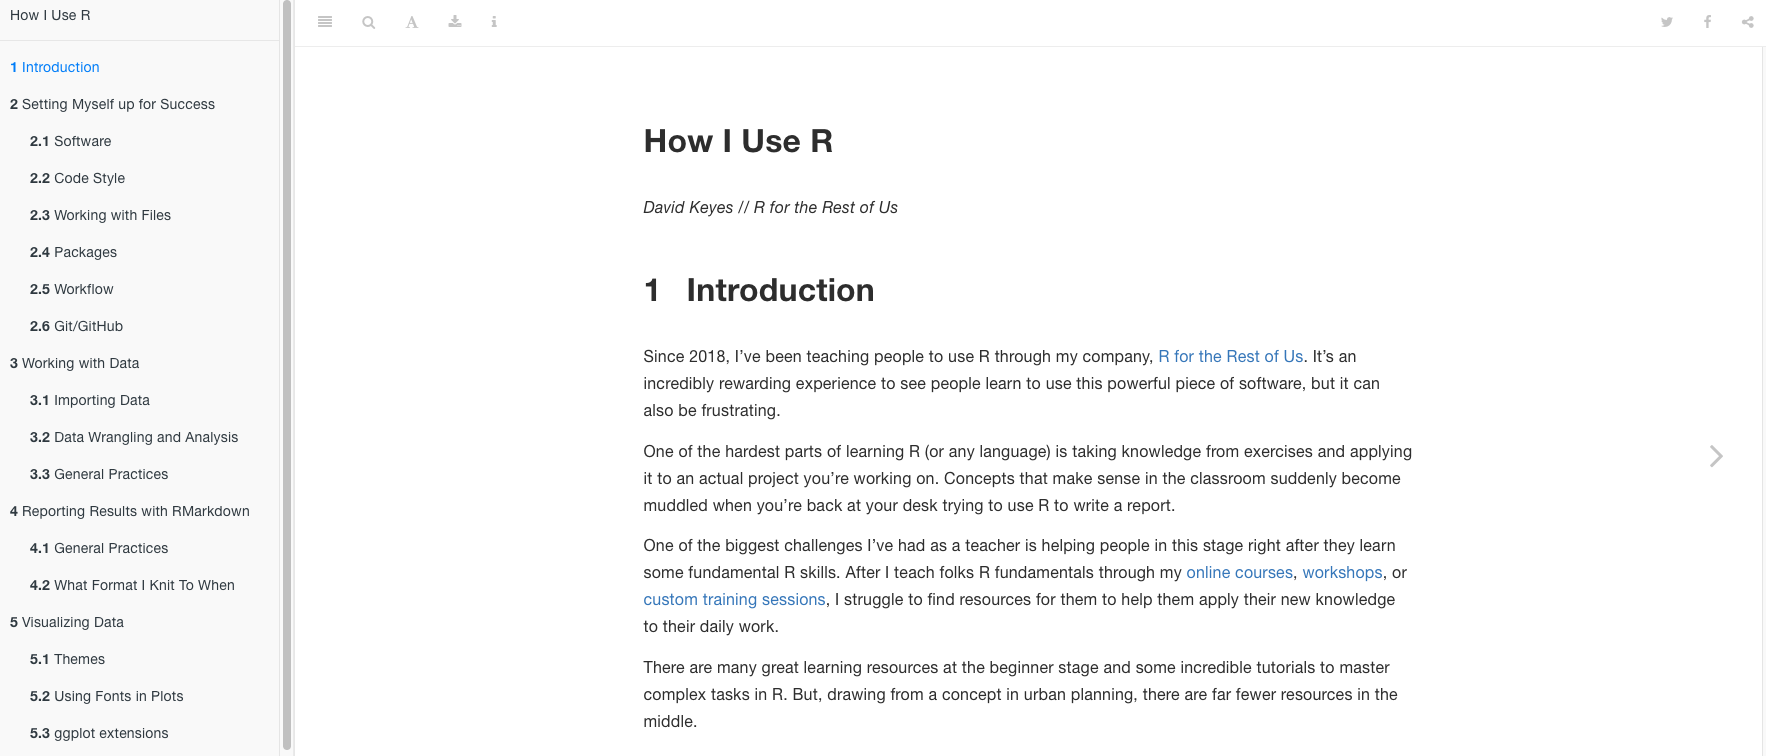 How I Use R
1 Introduction
2 Setting Myself up for Success
2.1 Software
2.2 Code Style
2.3 Working with Files
2.4 Packages
2.5 Workflow
2.6 Git/GitHub
3 Working with Data
3.1 Importing Data
3.2 Data Wrangling and Analysis
3.3 General Practices
4 Reporting Results with RMarkdown
4.1 General Practices
4.2 What Format I Knit To When
5 Visualizing Data
5.1 Themes
5.2 Using Fonts in Plots
5.3 ggplot extensions
A
i
f
How I Use R
David Keyes // R for the Rest of Us
1 Introduction
Since 2018, I’ve been teaching people to use R through my company, R for the Rest of Us. It’s an
incredibly rewarding experience to see people learn to use this powerful piece of software, but it can
also be frustrating.
One of the hardest parts of learning R (or any language) is taking knowledge from exercises and applying
it to an actual project you’re working on. Concepts that make sense in the classroom suddenly become
muddled when you’re back at your desk trying to use R to write a report.
One of the biggest challenges I’ve had as a teacher is helping people in this stage right after they learn
some fundamental R skills. After I teach folks R fundamentals through my online courses, workshops, or
custom training sessions, I struggle to find resources for them to help them apply their new knowledge
to their daily work.
There are many great learning resources at the beginner stage and some incredible tutorials to master
complex tasks in R. But, drawing from a concept in urban planning, there are far fewer resources in the
middle.